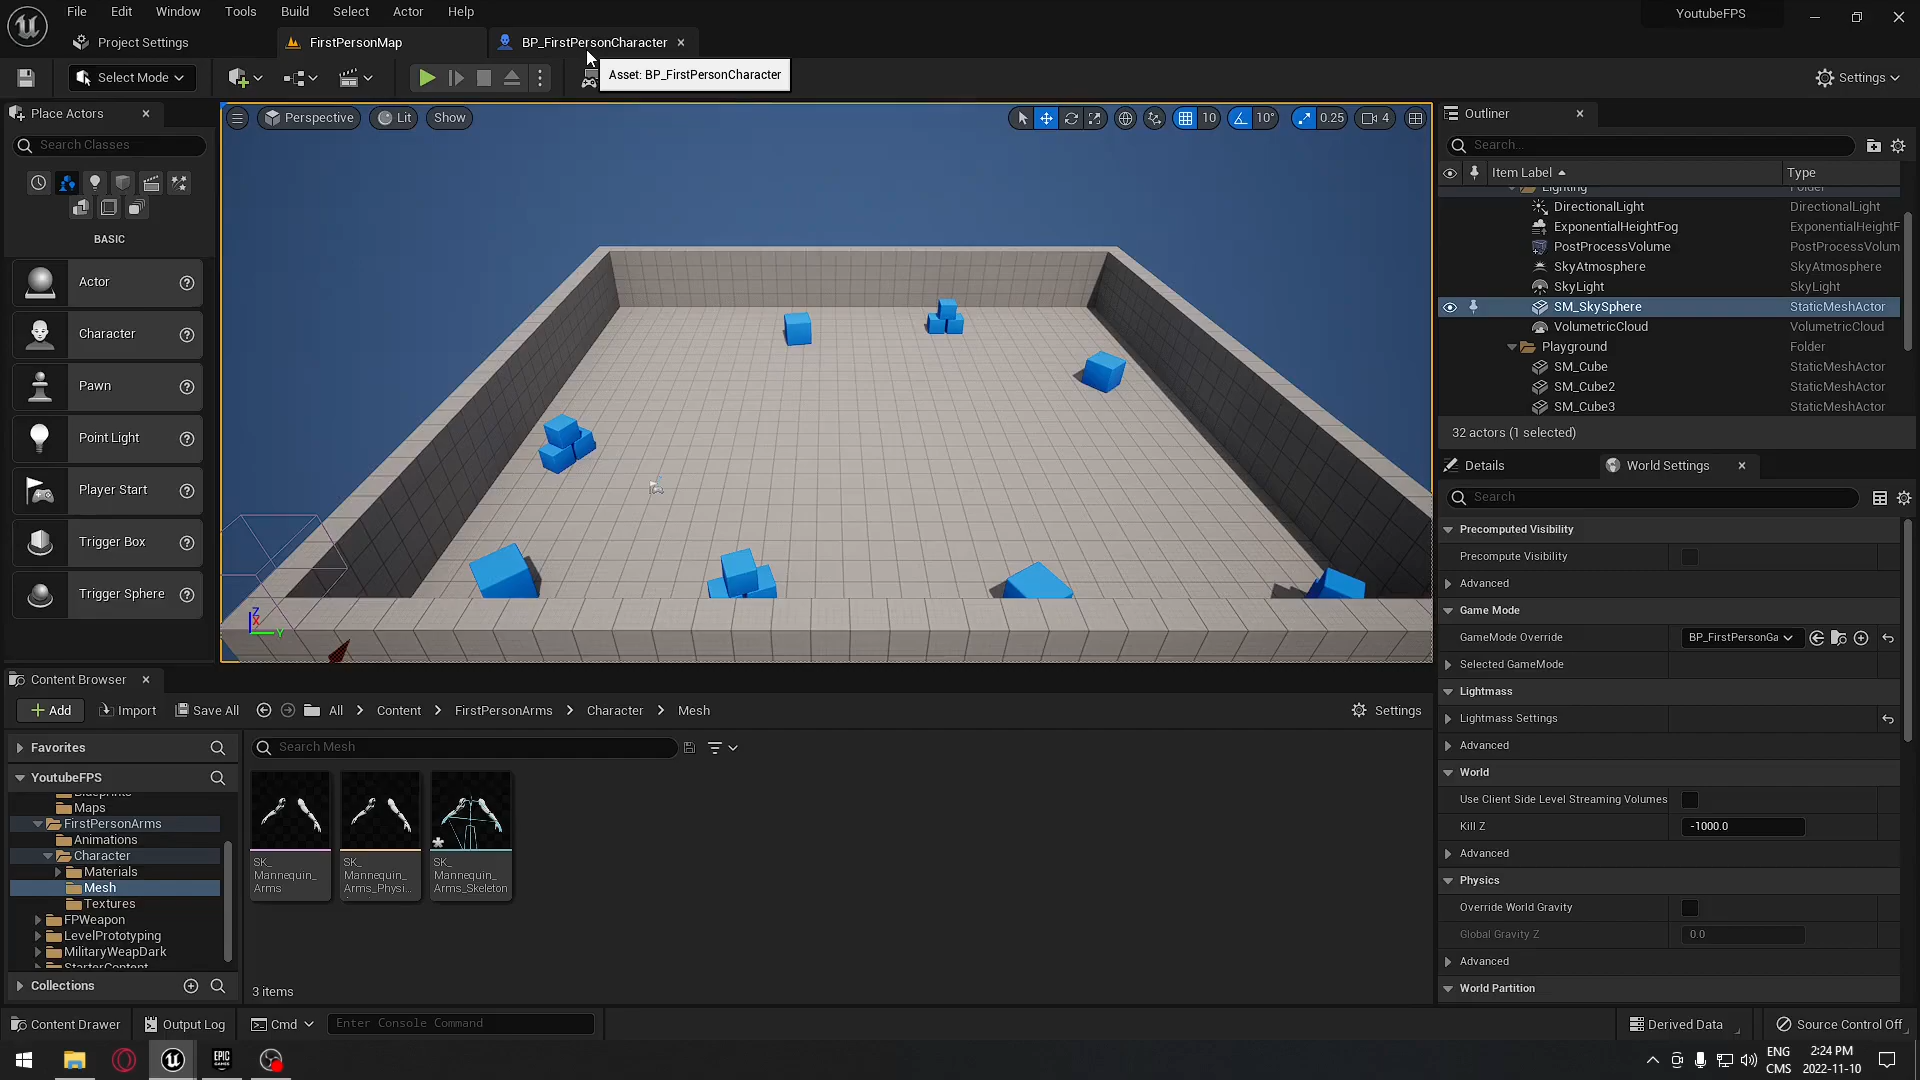 File Edit Window Tools Build Select Actor Help
YoutubeFPS
Project Settings
FirstPersonMap
BP_FirstPersonCharacter
Select Mode
Asset: BP_FirstPersonCharacter
Settings
Place Actors
Search Classes
BASIC
Actor
Character
Pawn
Point Light
Player Start
Trigger Box
Trigger Sphere
Perspective
Lit
Show
10
10°
0.25
4
Outliner
Search...
Item Label
Type
Lighting
Folder
DirectionalLight
DirectionalLight
ExponentialHeightFog
ExponentialHeightF
PostProcessVolume
PostProcessVolum
SkyAtmosphere
SkyAtmosphere
SkyLight
SkyLight
SM_SkySphere
StaticMeshActor
VolumetricCloud
VolumetricCloud
Playground
Folder
SM_Cube
StaticMeshActor
SM_Cube2
StaticMeshActor
SM_Cube3
StaticMeshActor
32 actors (1 selected)
Details
World Settings
Search
Precomputed Visibility
Precompute Visibility
Advanced
Game Mode
GameMode Override
BP_FirstPersonGa
Selected GameMode
Lightmass
Lightmass Settings
Advanced
World
Use Client Side Level Streaming Volumes
Kill Z
-1000.0
Advanced
Physics
Override World Gravity
Global Gravity Z
0.0
Advanced
World Partition
Z
X
Y
Content Browser
Add
Import
Save All
All
Content
FirstPersonArms
Character
Mesh
Settings
Favorites
YoutubeFPS
Blueprints
Maps
FirstPersonArms
Animations
Character
Materials
Mesh
Textures
FPWeapon
LevelPrototyping
MilitaryWeapDark
StarterContent
Collections
Search Mesh
SK_
Mannequin_
Arms
SK_
Mannequin_
Arms_Physi...
SK_
Mannequin_
Arms_Skeleton
3 items
Content Drawer
Output Log
Cmd
Enter Console Command
Derived Data
Source Control Off
EPIC
GAMES
ENG
CMS
2:24 PM
2022-11-10